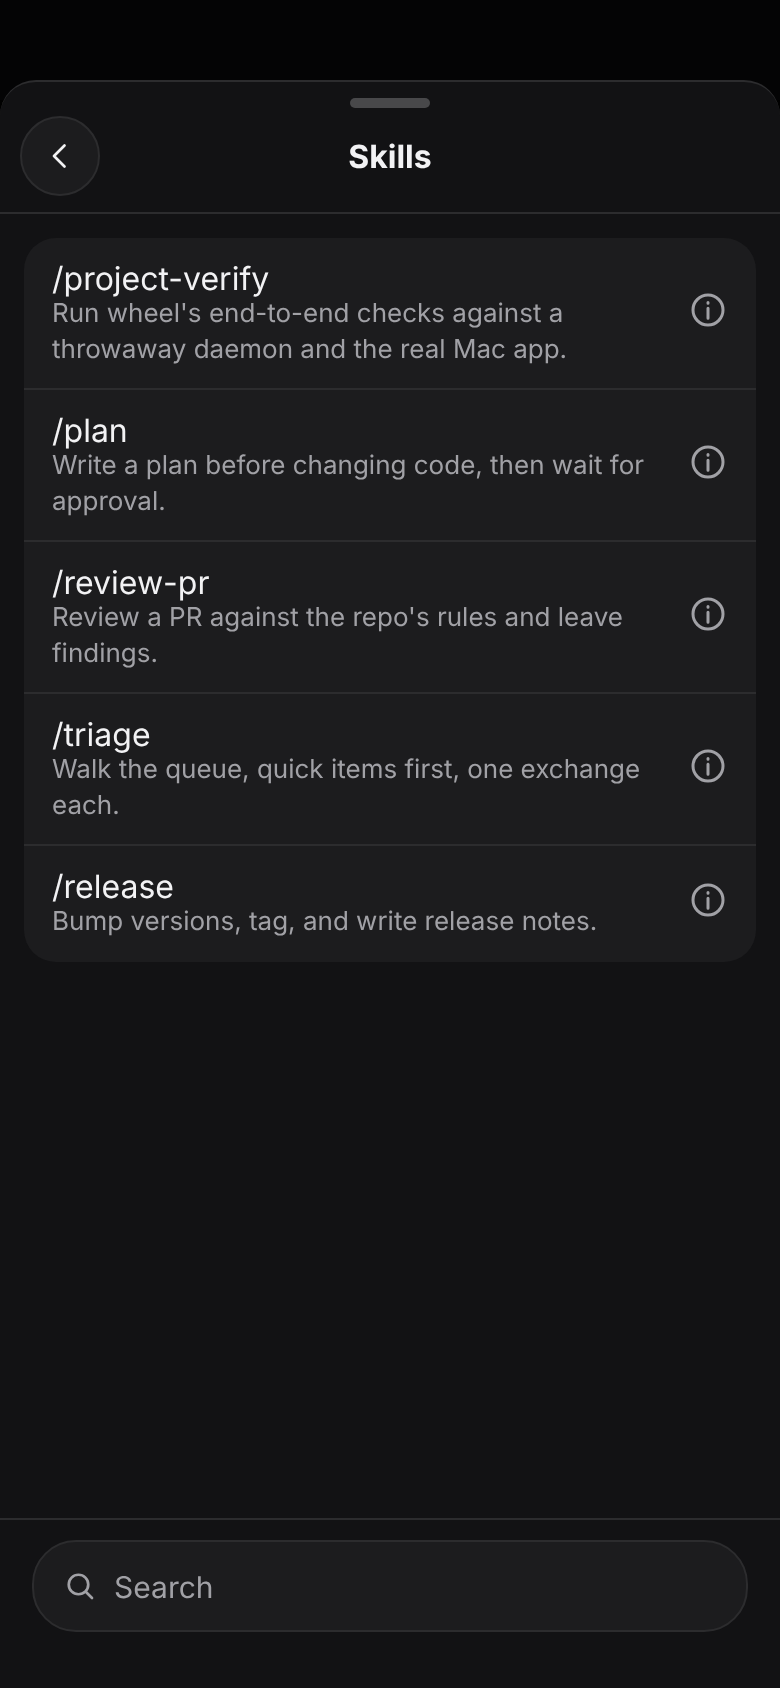 Skills
/project-verify
Run wheel's end-to-end checks against a
throwaway daemon and the real Mac app.
/plan
Write a plan before changing code, then wait for
approval.
/review-pr
Review a PR against the repo's rules and leave
findings.
/triage
Walk the queue, quick items first, one exchange
each.
/release
Bump versions, tag, and write release notes.
Search